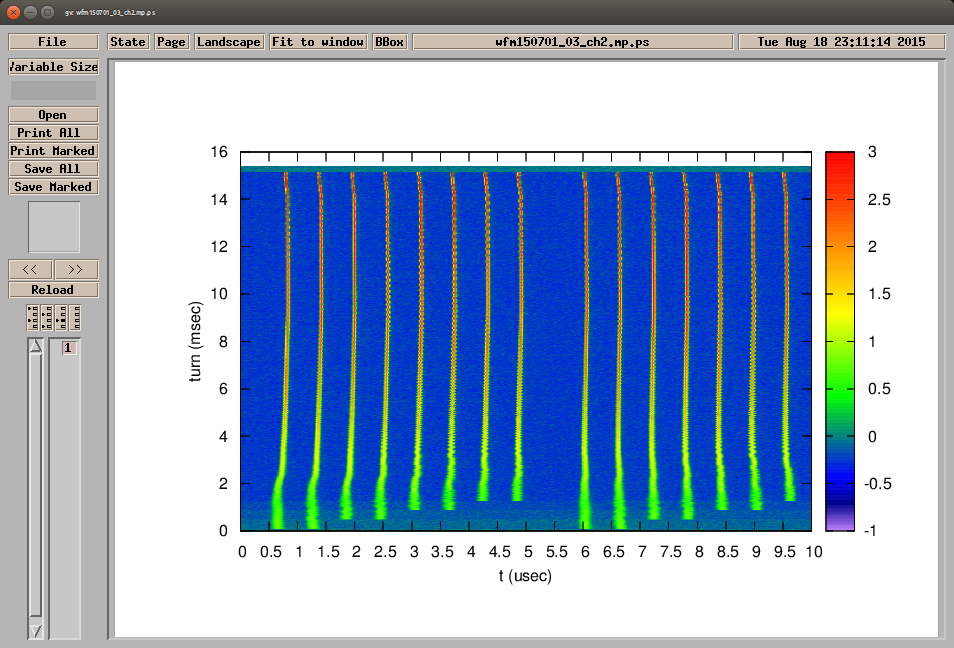 gv: wfm150701_03_ch2.mp.ps
File State Page Landscape Fit to window BBox wfm150701_03_ch2.mp.ps Tue Aug 18 23:11:14 2015
Variable Size
Open
Print All
Print Marked
Save All
Save Marked
<< >>
Reload
1
16
14
12
10
8
6
4
2
0
turn (msec)
0 0.5 1 1.5 2 2.5 3 3.5 4 4.5 5 5.5 6 6.5 7 7.5 8 8.5 9 9.5 10
t (usec)
3
2.5
2
1.5
1
0.5
0
-0.5
-1